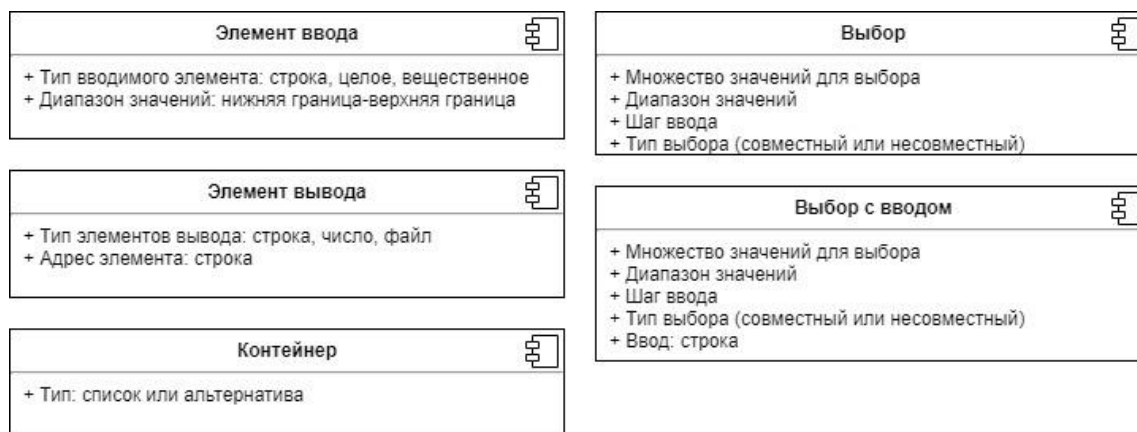 Элемент ввода
+ Тип вводимого элемента: строка, целое, вещественное
+ Диапазон значений: нижняя граница-верхняя граница
Элемент вывода
+ Тип элементов вывода: строка, число, файл
+ Адрес элемента: строка
Контейнер
+ Тип: список или альтернатива
Выбор
+ Множество значений для выбора
+ Диапазон значений
+ Шаг ввода
+ Тип выбора (совместный или несовместный)
Выбор с вводом
+ Множество значений для выбора
+ Диапазон значений
+ Шаг ввода
+ Тип выбора (совместный или несовместный)
+ Ввод: строка